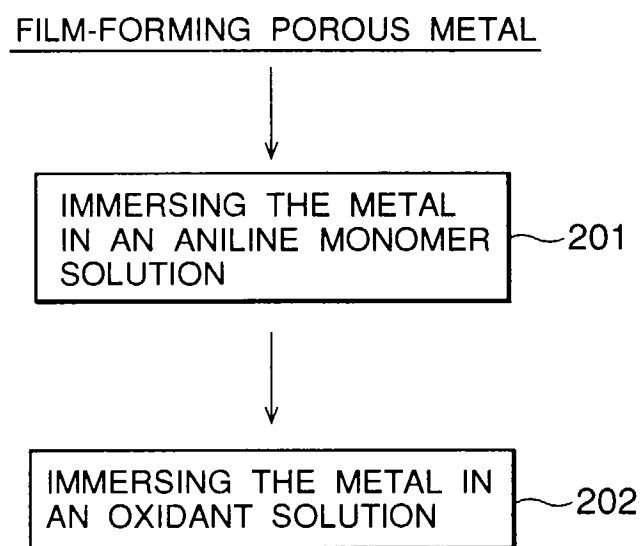 FILM-FORMING POROUS METAL
IMMERSING THE METAL
IN AN ANILINE MONOMER
SOLUTION
201
IMMERSING THE METAL IN
AN OXIDANT SOLUTION
202